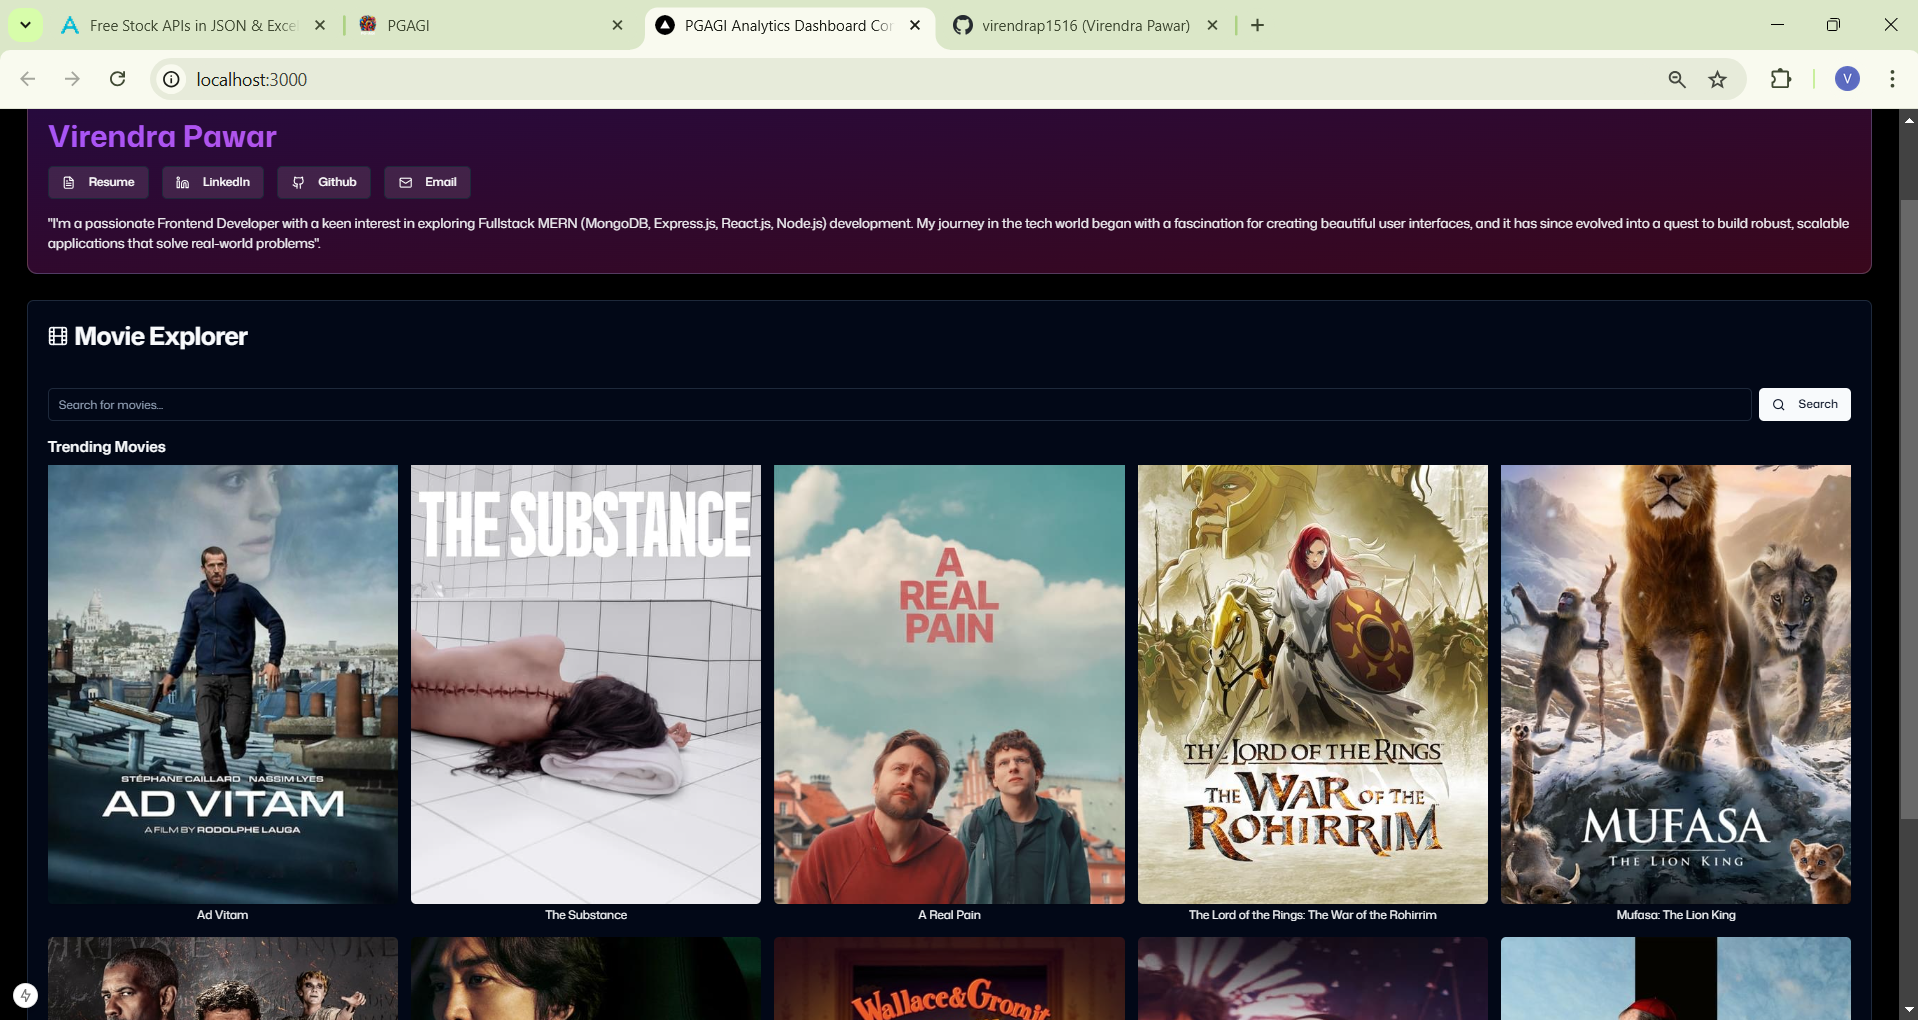 Free Stock APIs in JSON & Exce
PGAGI
PGAGI Analytics Dashboard Cor
virendrap1516 (Virendra Pawar)
localhost:3000
V
Virendra Pawar
Resume
LinkedIn
Github
Email
"I'm a passionate Frontend Developer with a keen interest in exploring Fullstack MERN (MongoDB, Express.js, React.js, Node.js) development. My journey in the tech world began with a fascination for creating beautiful user interfaces, and it has since evolved into a quest to build robust, scalable
applications that solve real-world problems".
Movie Explorer
Search for movies...
Search
Trending Movies
STÉPHANE CAILLARD NASSIM LYES
AD VITAM
A FILM BY RODOLPHE LAUGA
THE SUBSTANCE
A
REAL
PAIN
THE LORD OF THE RINGS
THE WAR OF THE
ROHIRRIM
MUFASA
THE LION KING
Ad Vitam
The Substance
A Real Pain
The Lord of the Rings: The War of the Rohirrim
Mufasa: The Lion King
Wallace & Gromit